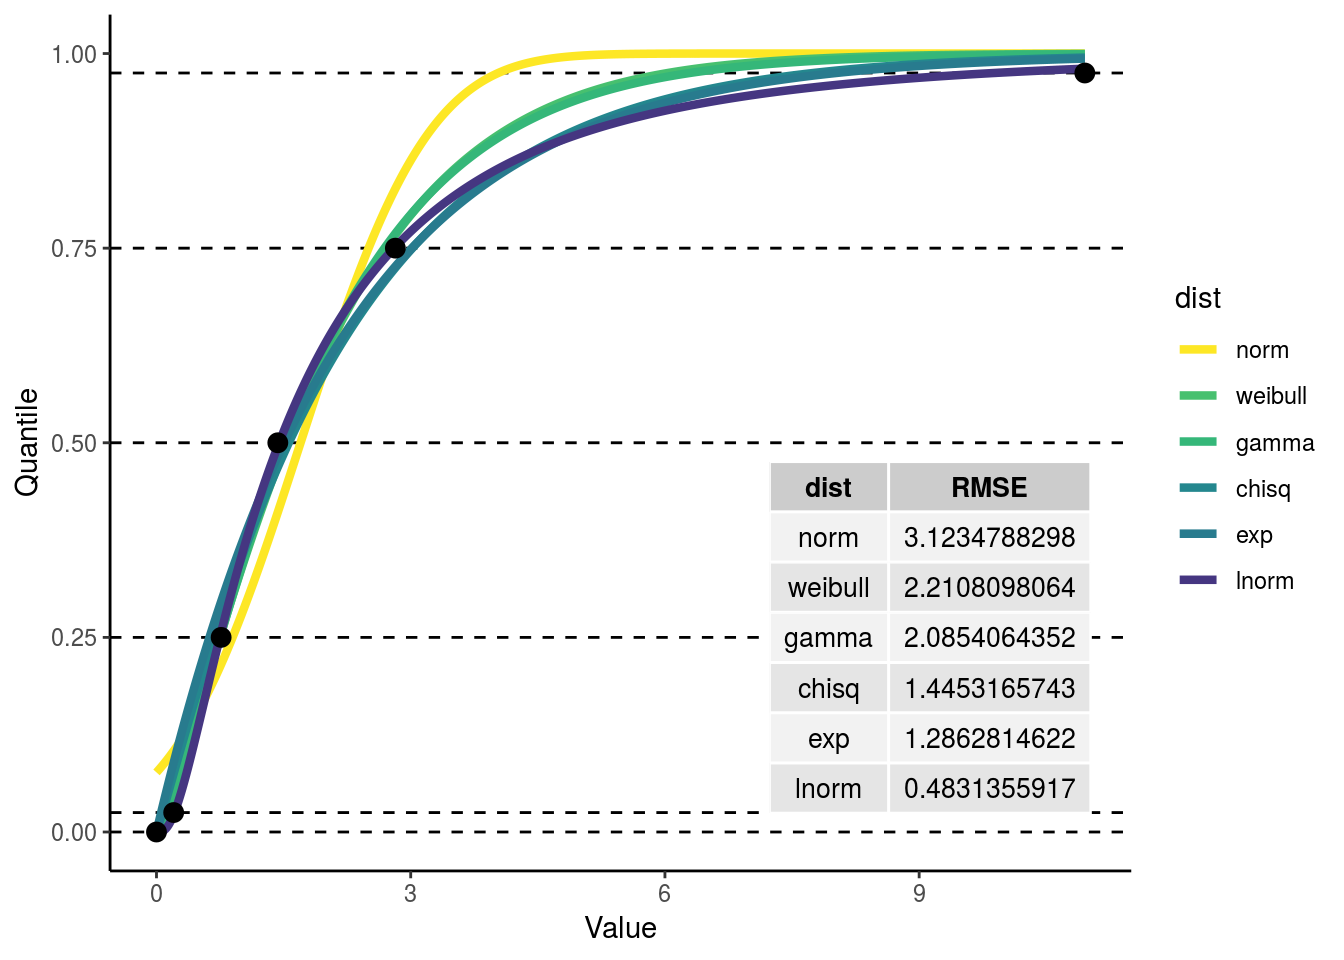 1.00
0.75
0.50
0.25
0.00
Quantile
0 3 6 9
Value
dist RMSE
norm 3.1234788298
weibull 2.2108098064
gamma 2.0854064352
chisq 1.4453165743
exp 1.2862814622
lnorm 0.4831355917
dist
norm
weibull
gamma
chisq
exp
lnorm